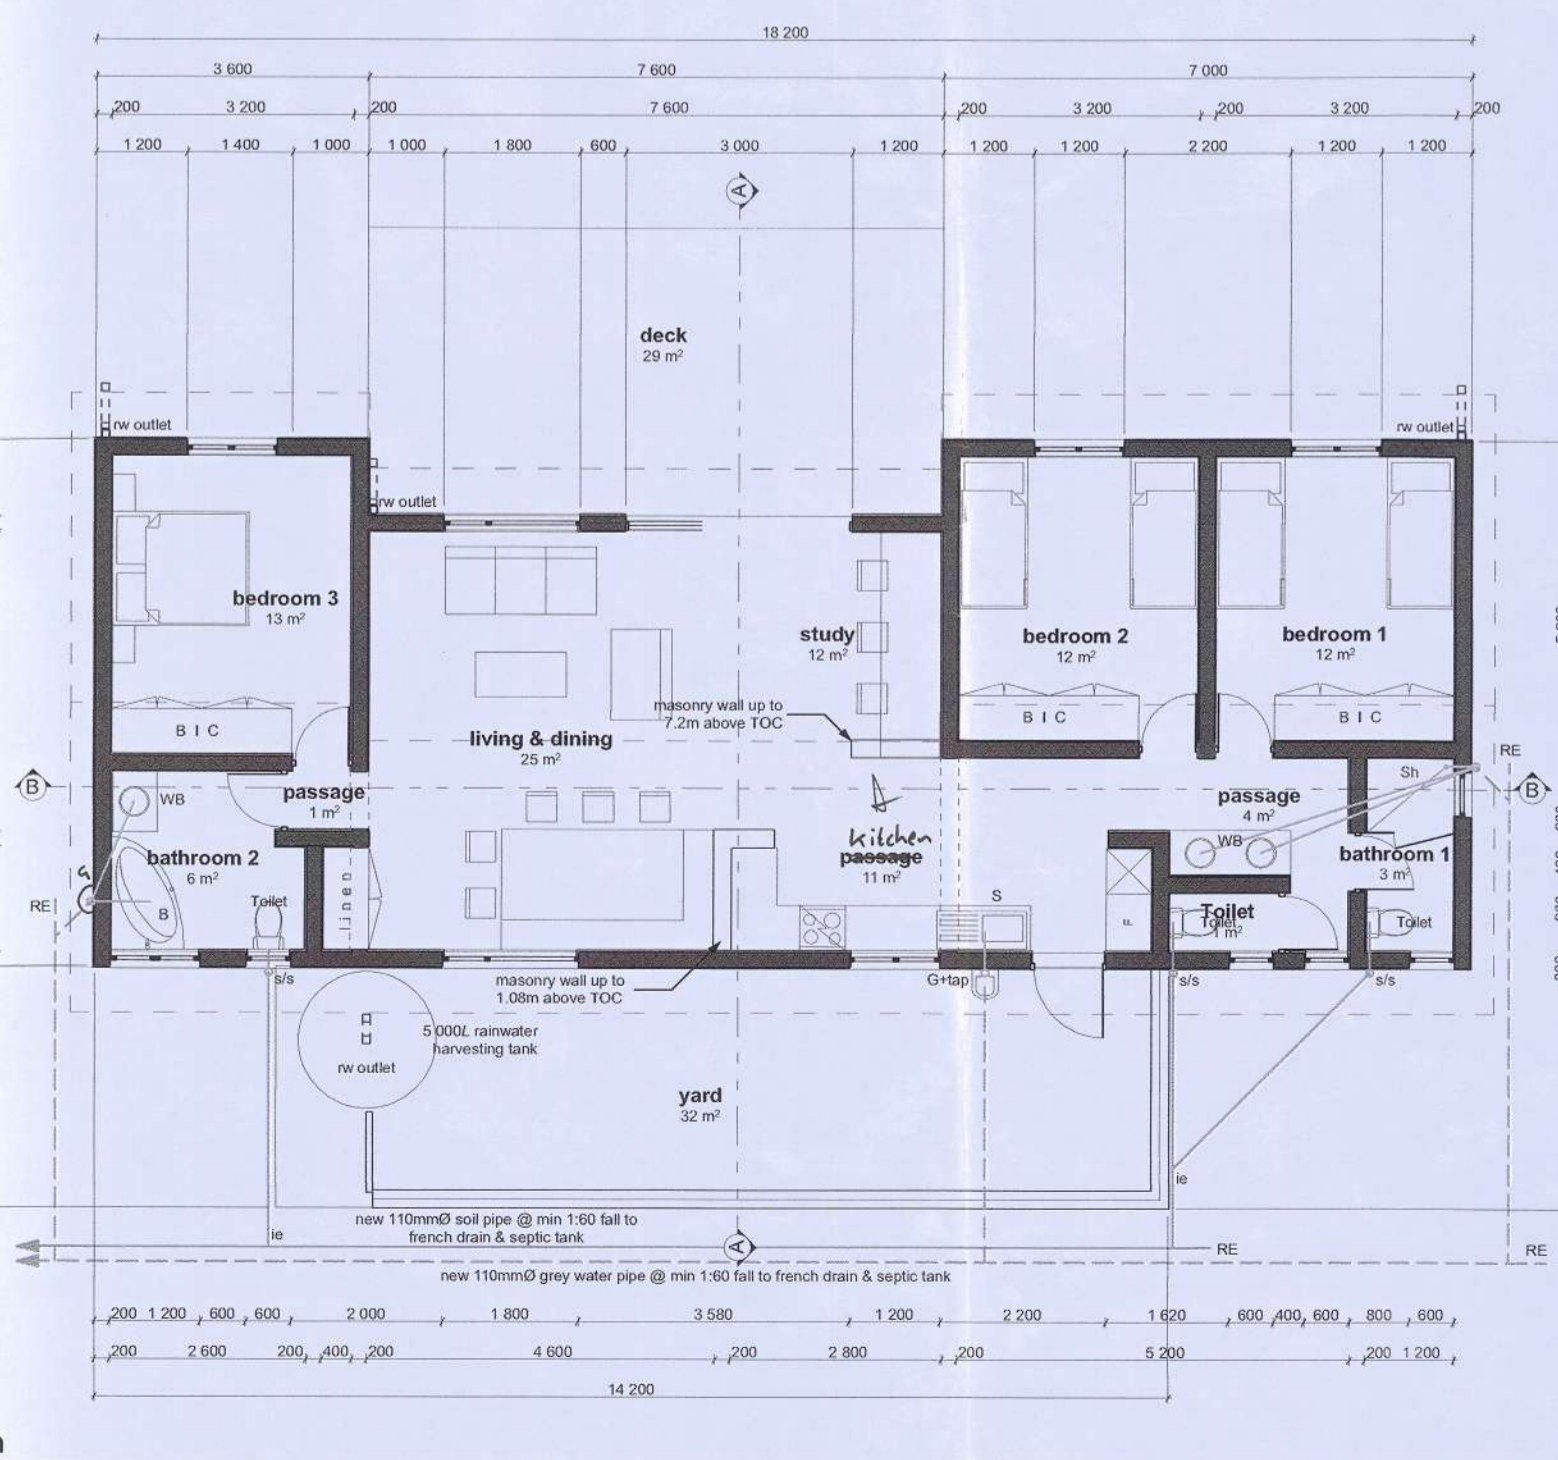 18 200
3 600 7 600 7 000
200 3 200 200 7 600 200 3 200 200 3 200 200
1 200 1 400 1 000 1 000 1 800 600 3 000 1 200 1 200 1 200 2 200 1 200 1 200
A
deck
29 m²
rw outlet
rw outlet
rw outlet
bedroom 3
13 m²
study
12 m²
bedroom 2
12 m²
bedroom 1
12 m²
masonry wall up to
7.2m above TOC
B I C
B I C
B I C
living & dining
25 m²
RE
B
B
Sh
WB
passage
1 m²
passage
4 m²
WB
Kitchen
passage
11 m²
bathroom 2
6 m²
bathroom 1
3 m²
linen
RE
B
Toilet
S
F
Toilet
Toilet
1 m²
Toilet
s/s
masonry wall up to
1.08m above TOC
G+tap
s/s
s/s
5 000L rainwater
harvesting tank
rw outlet
yard
32 m²
ie
new 110mmØ soil pipe @ min 1:60 fall to
french drain & septic tank
ie
A
RE
RE
new 110mmØ grey water pipe @ min 1:60 fall to french drain & septic tank
200 1 200 600 600 2 000 1 800 3 580 1 200 2 200 1 620 600 400 600 800 600
200 2 600 200 400 200 4 600 200 2 800 200 5 200 200 1 200
14 200